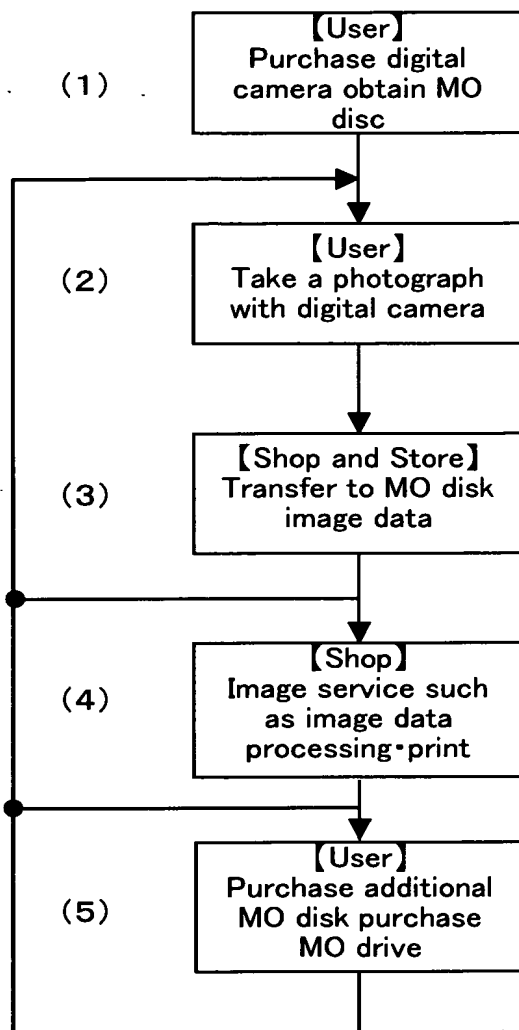 (1)
【User】
Purchase digital
camera obtain MO
disc
(2)
【User】
Take a photograph
with digital camera
(3)
【Shop and Store】
Transfer to MO disk
image data
(4)
【Shop】
Image service such
as image data
processing・print
(5)
【User】
Purchase additional
MO disk purchase
MO drive